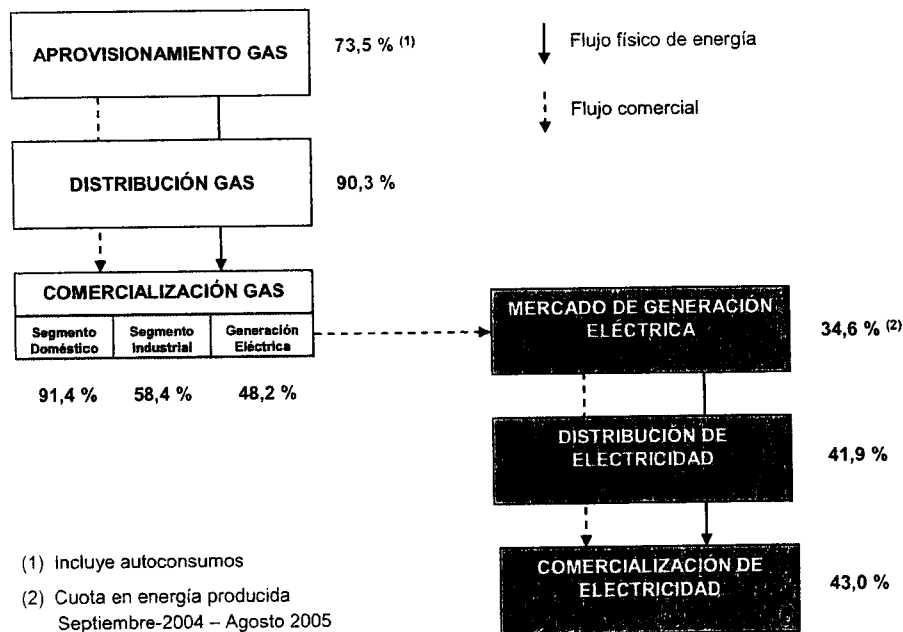 APROVISIONAMIENTO GAS
73,5 % (1)
Flujo físico de energía
Flujo comercial
DISTRIBUCIÓN GAS
90,3 %
COMERCIALIZACIÓN GAS
Segmento Doméstico
Segmento Industrial
Generación Eléctrica
91,4 %
58,4 %
48,2 %
MERCADO DE GENERACIÓN
ELÉCTRICA
34,6 % (2)
DISTRIBUCIÓN DE
ELECTRICIDAD
41,9 %
COMERCIALIZACIÓN DE
ELECTRICIDAD
43,0 %
(1) Incluye autoconsumos
(2) Cuota en energía producida
Septiembre-2004 – Agosto 2005